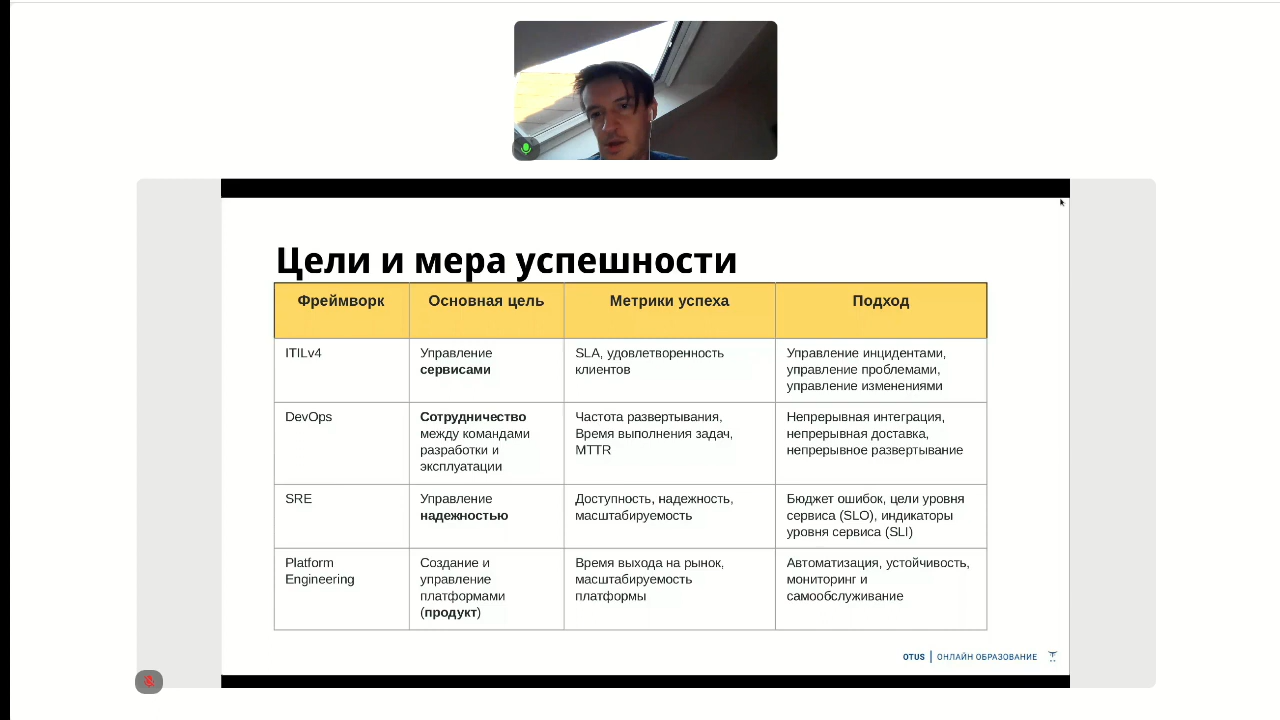 Цели и мера успешности
Фреймворк Основная цель Метрики успеха Подход
ITILv4
Управление
сервисами
SLA, удовлетворенность
клиентов
Управление инцидентами,
управление проблемами,
управление изменениями
DevOps
Сотрудничество
между командами
разработки и
эксплуатации
Частота развертывания,
Время выполнения задач,
MTTR
Непрерывная интеграция,
непрерывная доставка,
непрерывное развертывание
SRE
Управление
надежностью
Доступность, надежность,
масштабируемость
Бюджет ошибок, цели уровня
сервиса (SLO), индикаторы
уровня сервиса (SLI)
Platform
Engineering
Создание и
управление
платформами
(продукт)
Время выхода на рынок,
масштабируемость
платформы
Автоматизация, устойчивость,
мониторинг и
самообслуживание
OTUS | ОНЛАЙН ОБРАЗОВАНИЕ